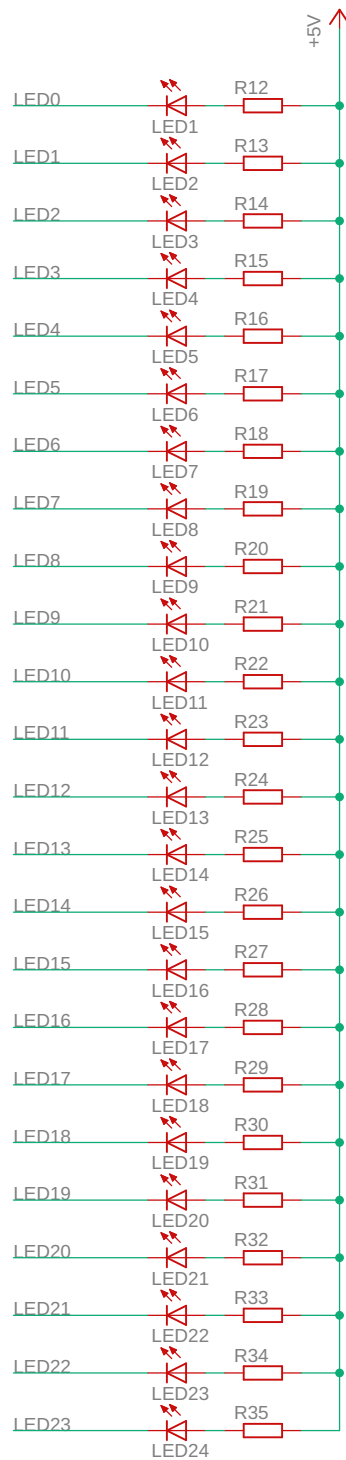 +5V
LED0 R12
LED1
LED1 R13
LED2
LED2 R14
LED3
LED3 R15
LED4
LED4 R16
LED5
LED5 R17
LED6
LED6 R18
LED7
LED7 R19
LED8
LED8 R20
LED9
LED9 R21
LED10
LED10 R22
LED11
LED11 R23
LED12
LED12 R24
LED13
LED13 R25
LED14
LED14 R26
LED15
LED15 R27
LED16
LED16 R28
LED17
LED17 R29
LED18
LED18 R30
LED19
LED19 R31
LED20
LED20 R32
LED21
LED21 R33
LED22
LED22 R34
LED23
LED23 R35
LED24